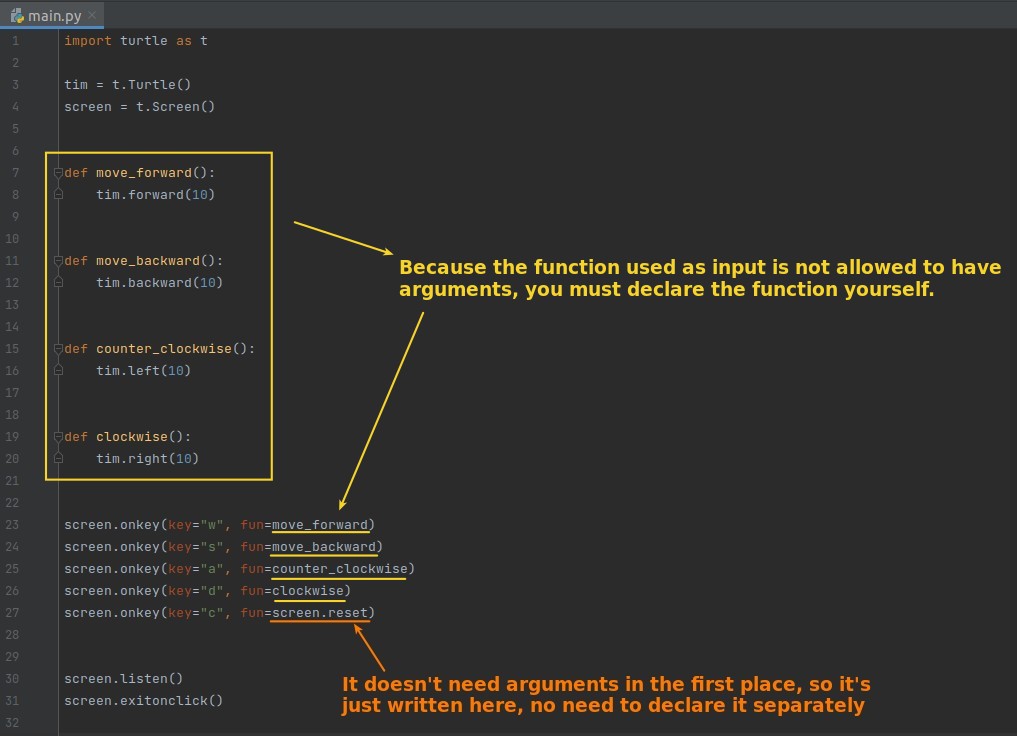 main.py ×
1 import turtle as t
2
3 tim = t.Turtle()
4 screen = t.Screen()
5
6
7 def move_forward():
8     tim.forward(10)
9
10
11 def move_backward():
12     tim.backward(10)
13
14
15 def counter_clockwise():
16     tim.left(10)
17
18
19 def clockwise():
20     tim.right(10)
21
22
23 screen.onkey(key="w", fun=move_forward)
24 screen.onkey(key="s", fun=move_backward)
25 screen.onkey(key="a", fun=counter_clockwise)
26 screen.onkey(key="d", fun=clockwise)
27 screen.onkey(key="c", fun=screen.reset)
28
29
30 screen.listen()
31 screen.exitonclick()
32
Because the function used as input is not allowed to have
arguments, you must declare the function yourself.
It doesn't need arguments in the first place, so it's
just written here, no need to declare it separately